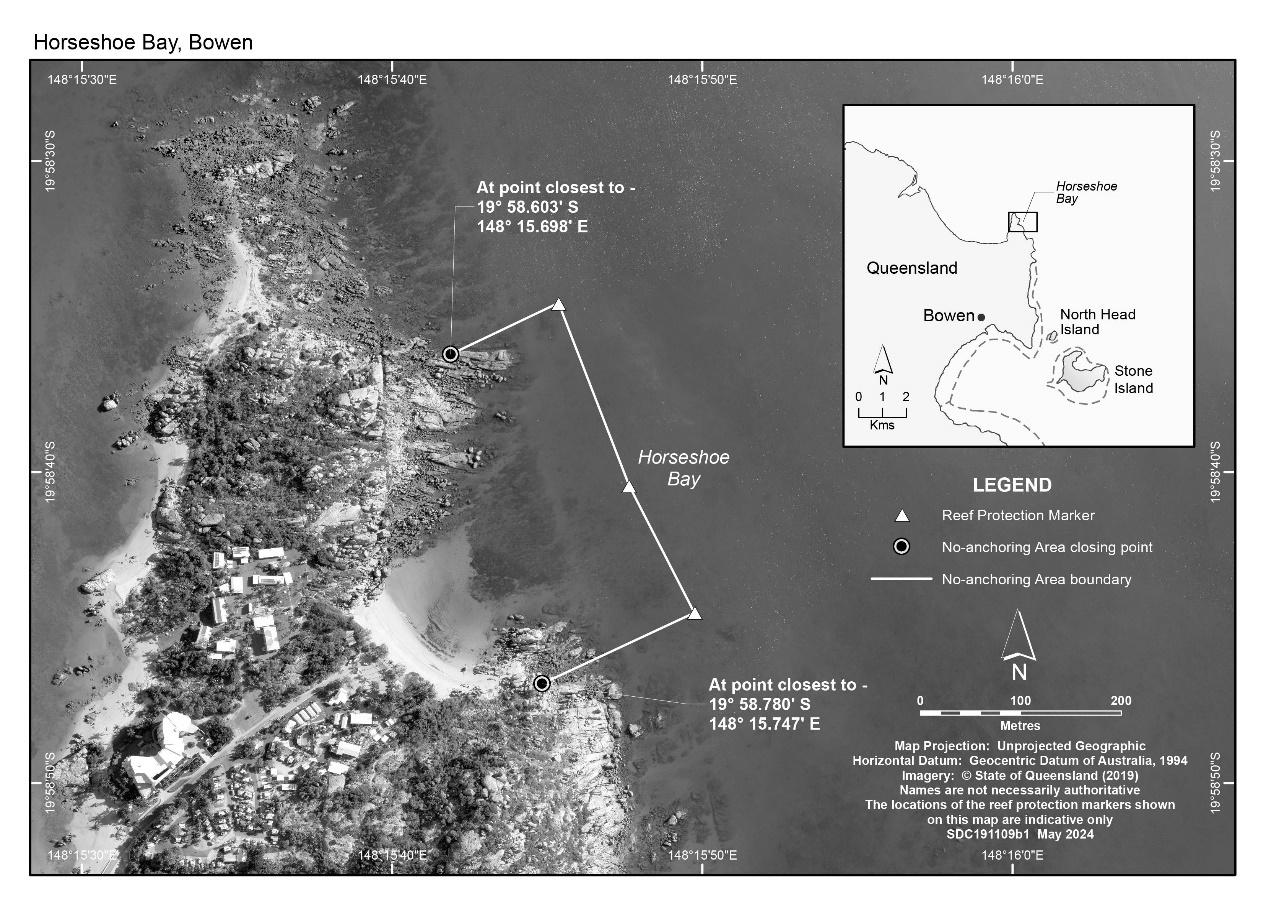 Horseshoe Bay, Bowen
148°15'30"E
148°15'40"E
148°15'50"E
148°16'0"E
19°58'30"S
19°58'30"S
At point closest to -
19° 58.603' S
148° 15.698' E
Horseshoe
Bay
Queensland
Bowen
North Head
Island
Stone
Island
N
0 1 2
Kms
19°58'40"S
19°58'40"S
Horseshoe
Bay
LEGEND
Reef Protection Marker
No-anchoring Area closing point
No-anchoring Area boundary
N
At point closest to -
19° 58.780' S
148° 15.747' E
0 100 200
Metres
Map Projection: Unprojected Geographic
Horizontal Datum: Geocentric Datum of Australia, 1994
Imagery: © State of Queensland (2019)
Names are not necessarily authoritative
The locations of the reef protection markers shown
on this map are indicative only
SDC191109b1 May 2024
19°58'50"S
19°58'50"S
148°15'30"E
148°15'40"E
148°15'50"E
148°16'0"E